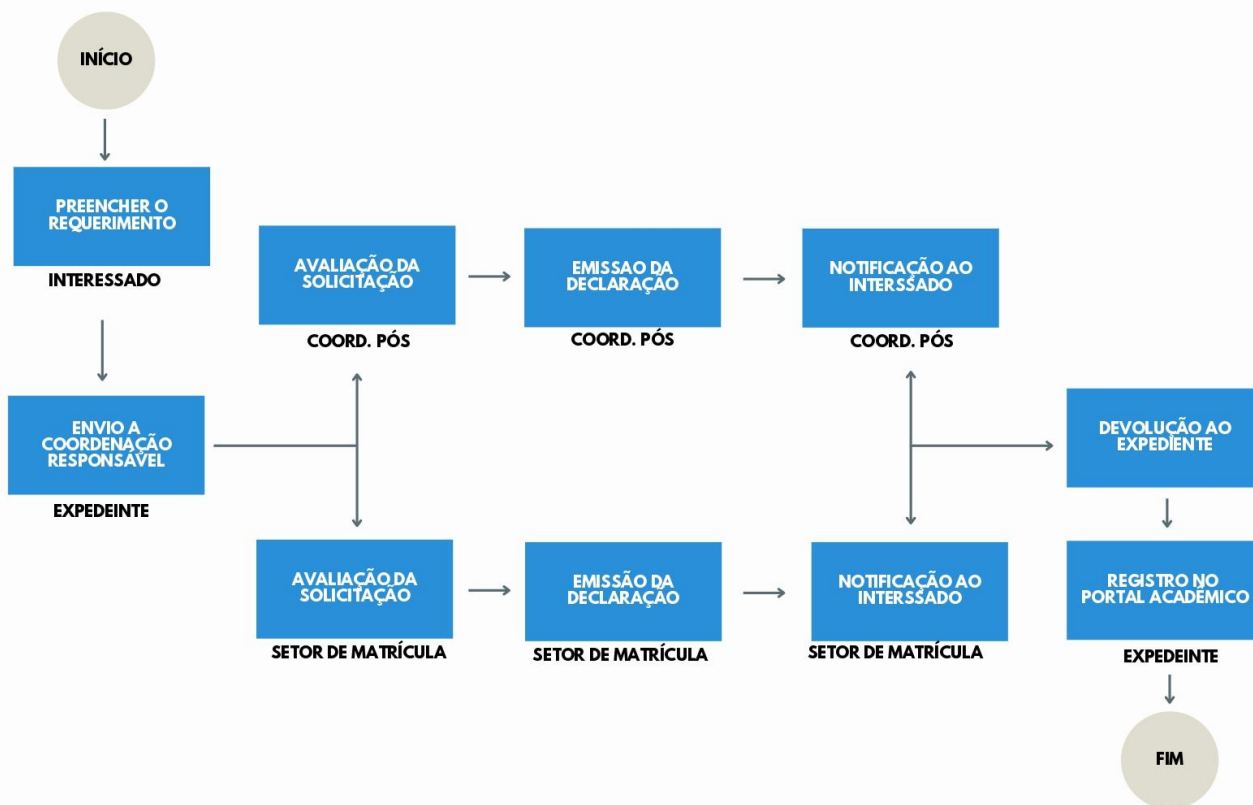 INÍCIO
PREENCHER O
REQUERIMENTO
INTERESSADO
ENVIO A
COORDENAÇÃO
RESPONSÁVEL
EXPEDEINTE
AVALIAÇÃO DA
SOLICITAÇÃO
COORD. PÓS
EMISSAO DA
DECLARAÇÃO
COORD. PÓS
NOTIFICAÇÃO AO
INTERSSADO
COORD. PÓS
AVALIAÇÃO DA
SOLICITAÇÃO
SETOR DE MATRÍCULA
EMISSÃO DA
DECLARAÇÃO
SETOR DE MATRÍCULA
NOTIFICAÇÃO AO
INTERSSADO
SETOR DE MATRÍCULA
DEVOLUÇÃO AO
EXPEDIENTE
REGISTRO NO
PORTAL ACADÊMICO
EXPEDEINTE
FIM